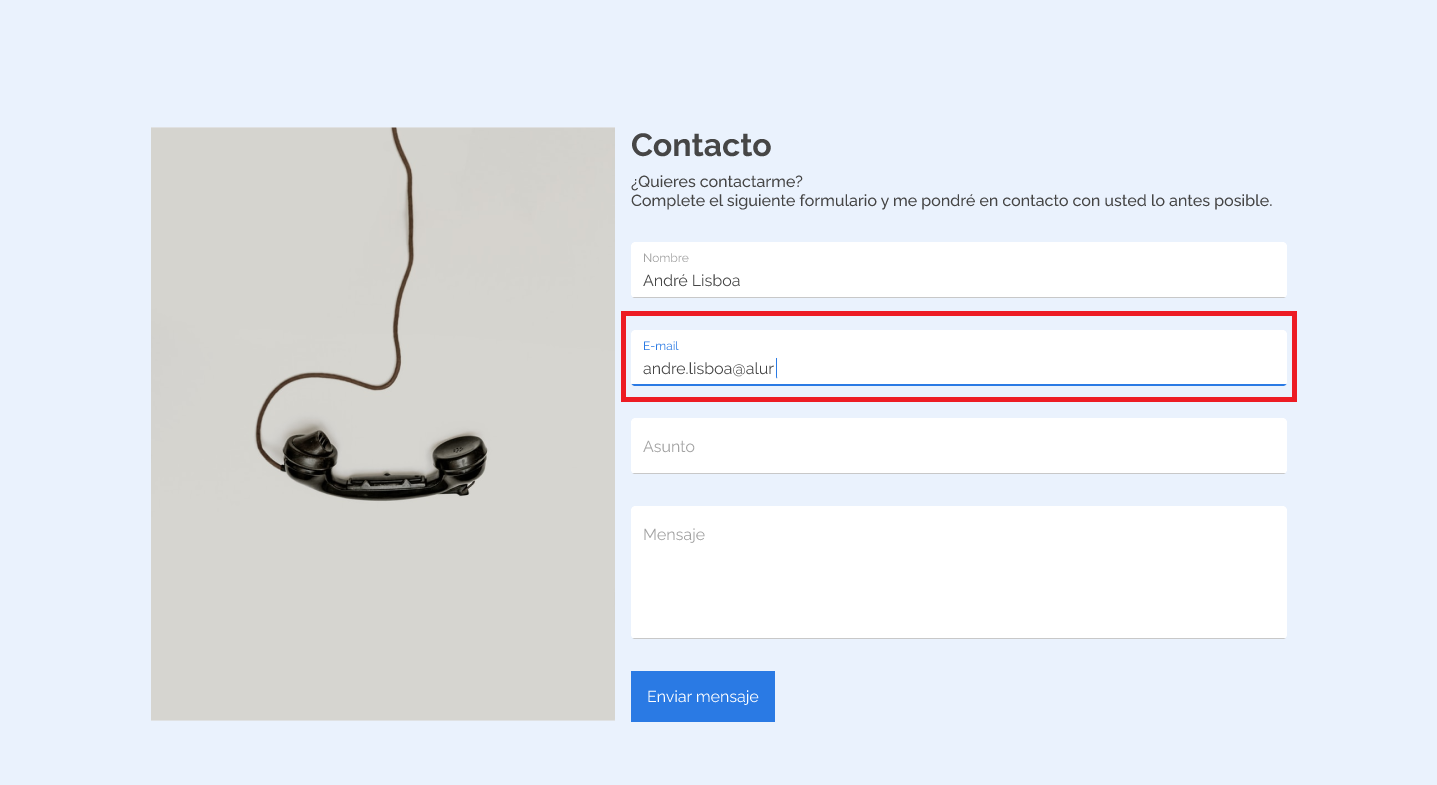 Contacto
¿Quieres contactarme?
Complete el siguiente formulario y me pondré en contacto con usted lo antes posible.
Nombre
André Lisboa
E-mail
andre.lisboa@alur
Asunto
Mensaje
Enviar mensaje